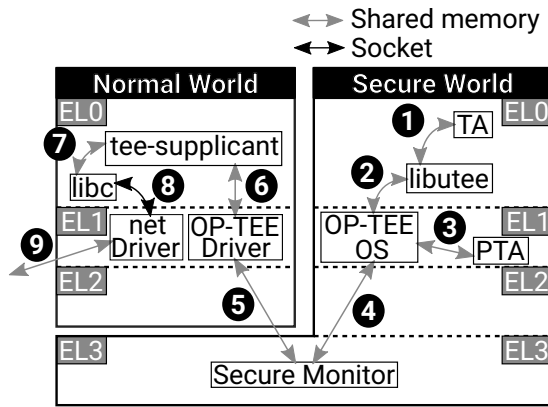 Shared memory
Socket
Normal World
Secure World
EL0
EL0
1
TA
7
tee-supplicant
2
libutee
libc
8
6
EL1
net
Driver
OP-TEE
Driver
OP-TEE
OS
3
PTA
EL1
9
EL2
EL2
5
4
EL3
EL3
Secure Monitor